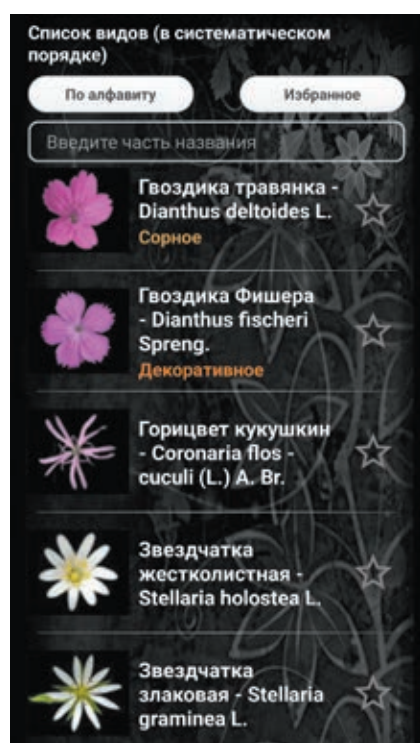 Список видов (в систематическом
порядке)
По алфавиту
Избранное
Введите часть названия
Гвоздика травянка -
Dianthus deltoides L.
Сорное
Гвоздика Фишера
- Dianthus fischeri
Spreng.
Декоративное
Горицвет кукушкин
- Coronaria flos -
cuculi (L.) A. Br.
Звездчатка
жестколистная -
Stellaria holostea L.
Звездчатка
злаковая - Stellaria
graminea L.